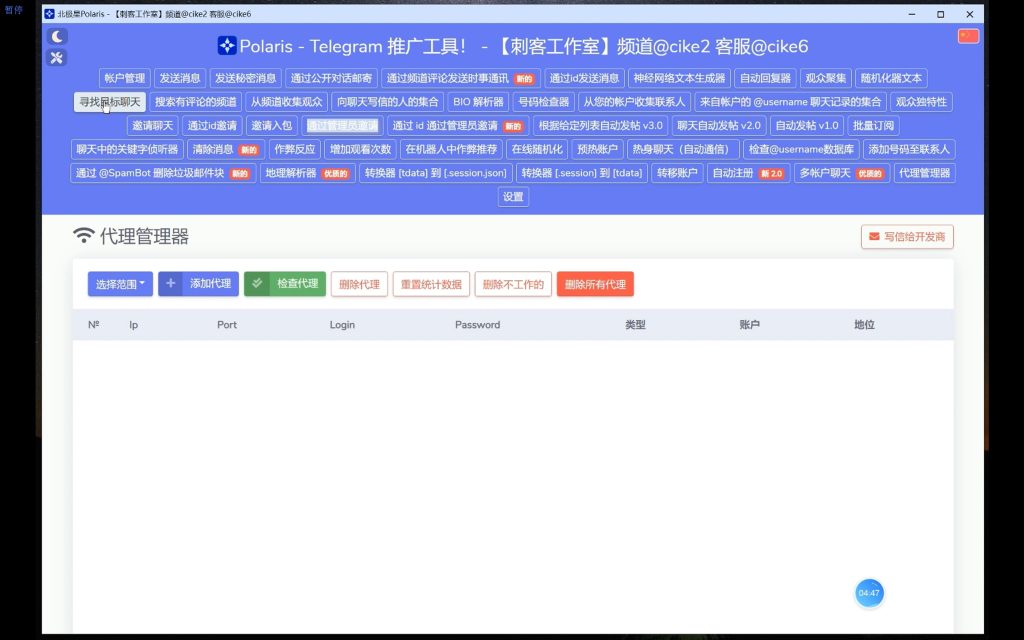 暂停
北极星Polaris - 【刺客工作室】频道@cike2 客服@cike6
Polaris - Telegram 推广工具! - 【刺客工作室】频道@cike2 客服@cike6
帐户管理 发送消息 发送秘密消息 通过公开对话邮寄 通过频道评论发送时事通讯 新的 通过id发送消息 神经网络文本生成器 自动回复器 观众聚集 随机化器文本
寻找目标聊天 搜索有评论的频道 从频道收集观众 向聊天写信的人的集合 BIO 解析器 号码检查器 从您的帐户收集联系人 来自帐户的 @username 聊天记录的集合 观众独特性
邀请聊天 通过id邀请 邀请入包 通过管理员邀请 通过 id 通过管理员邀请 新的 根据给定列表自动发帖 v3.0 聊天自动发帖 v2.0 自动发帖 v1.0 批量订阅
聊天中的关键字侦听器 清除消息 新的 作弊反应 增加观看次数 在机器人中作弊推荐 在线随机化 预热账户 热身聊天（自动通信） 检查@username数据库 添加号码至联系人
通过 @SpamBot 删除垃圾邮件块 新的 地理解析器 优质的 转换器 [tdata] 到 [.session.json] 转换器 [.session] 到 [tdata] 转移账户 自动注册 新 2.0 多帐户聊天 优质的 代理管理器
设置
代理管理器 写信给开发商
选择范围 添加代理 检查代理 删除代理 重置统计数据 删除不工作的 删除所有代理
№ Ip Port Login Password 类型 账户 地位
04:47